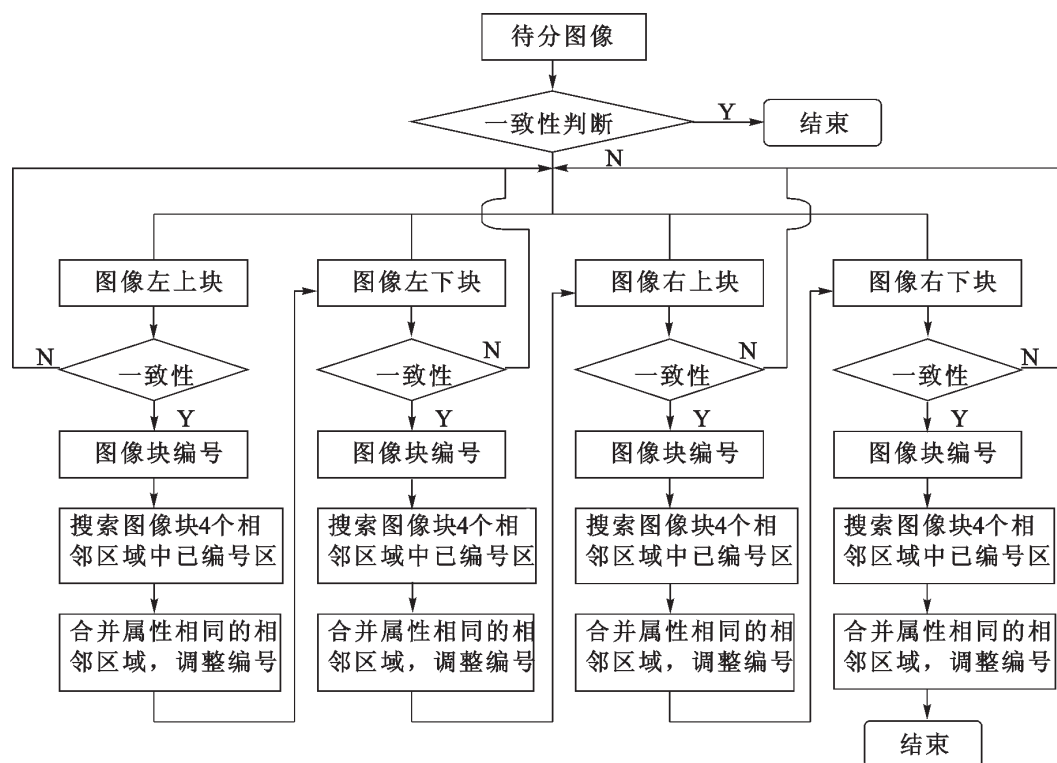 待分图像
一致性判断
Y
结束
N
图像左上块
图像左下块
图像右上块
图像右下块
N
一致性
N
一致性
N
一致性
N
一致性
Y
Y
Y
Y
图像块编号
图像块编号
图像块编号
图像块编号
搜索图像块4个相
邻区域中已编号区
搜索图像块4个相
邻区域中已编号区
搜索图像块4个相
邻区域中已编号区
搜索图像块4个相
邻区域中已编号区
合并属性相同的相
邻区域，调整编号
合并属性相同的相
邻区域，调整编号
合并属性相同的相
邻区域，调整编号
合并属性相同的相
邻区域，调整编号
结束